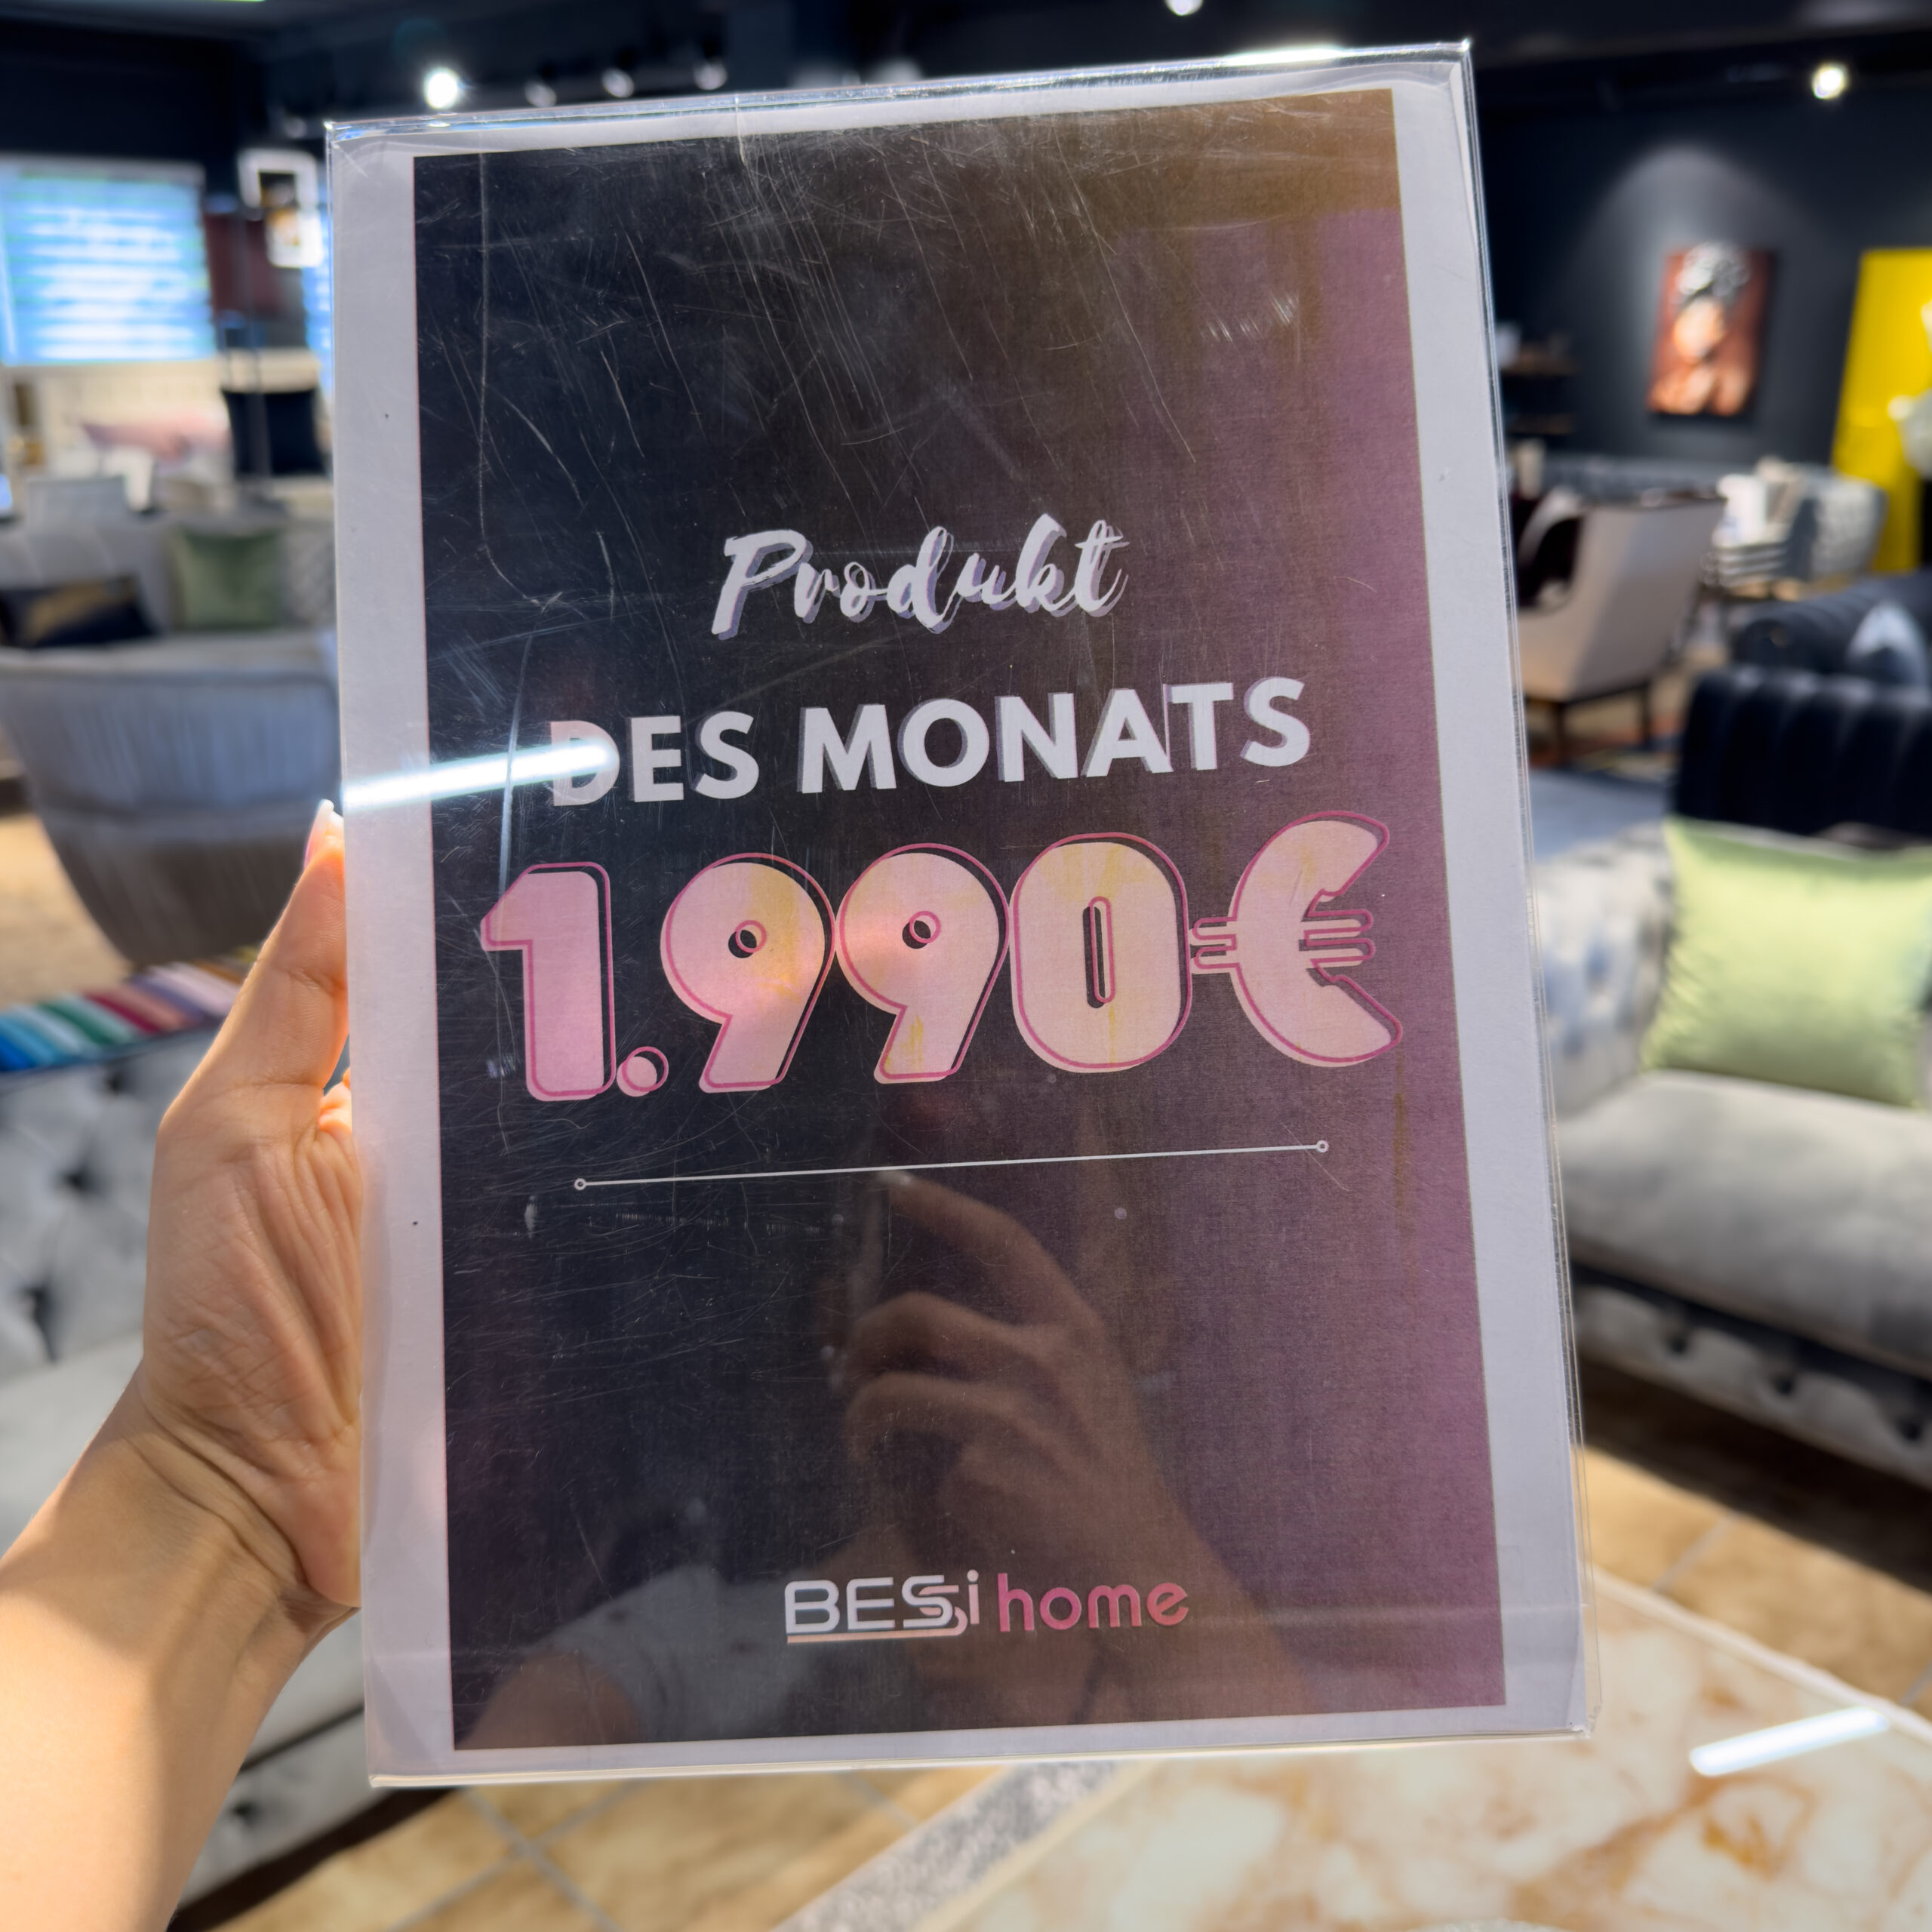 Produkt
DES MONATS
1.990€
BESSi home